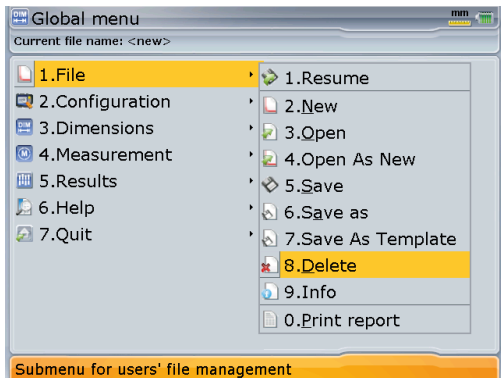 DIM Global menu mm
Current file name: <new>
1.File
2.Configuration
DIM 3.Dimensions
M 4.Measurement
5.Results
6.Help
7.Quit
1.Resume
2.New
3.Open
4.Open As New
5.Save
6.Save as
7.Save As Template
8.Delete
9.Info
0.Print report
Submenu for users' file management